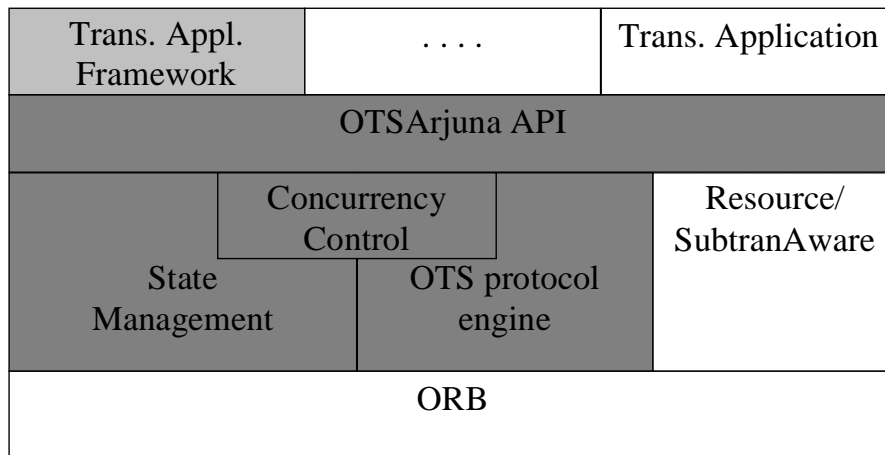 Trans. Appl.
Framework
. . . .
Trans. Application
OTSArjuna API
Concurrency
Control
Resource/
SubtranAware
State
Management
OTS protocol
engine
ORB